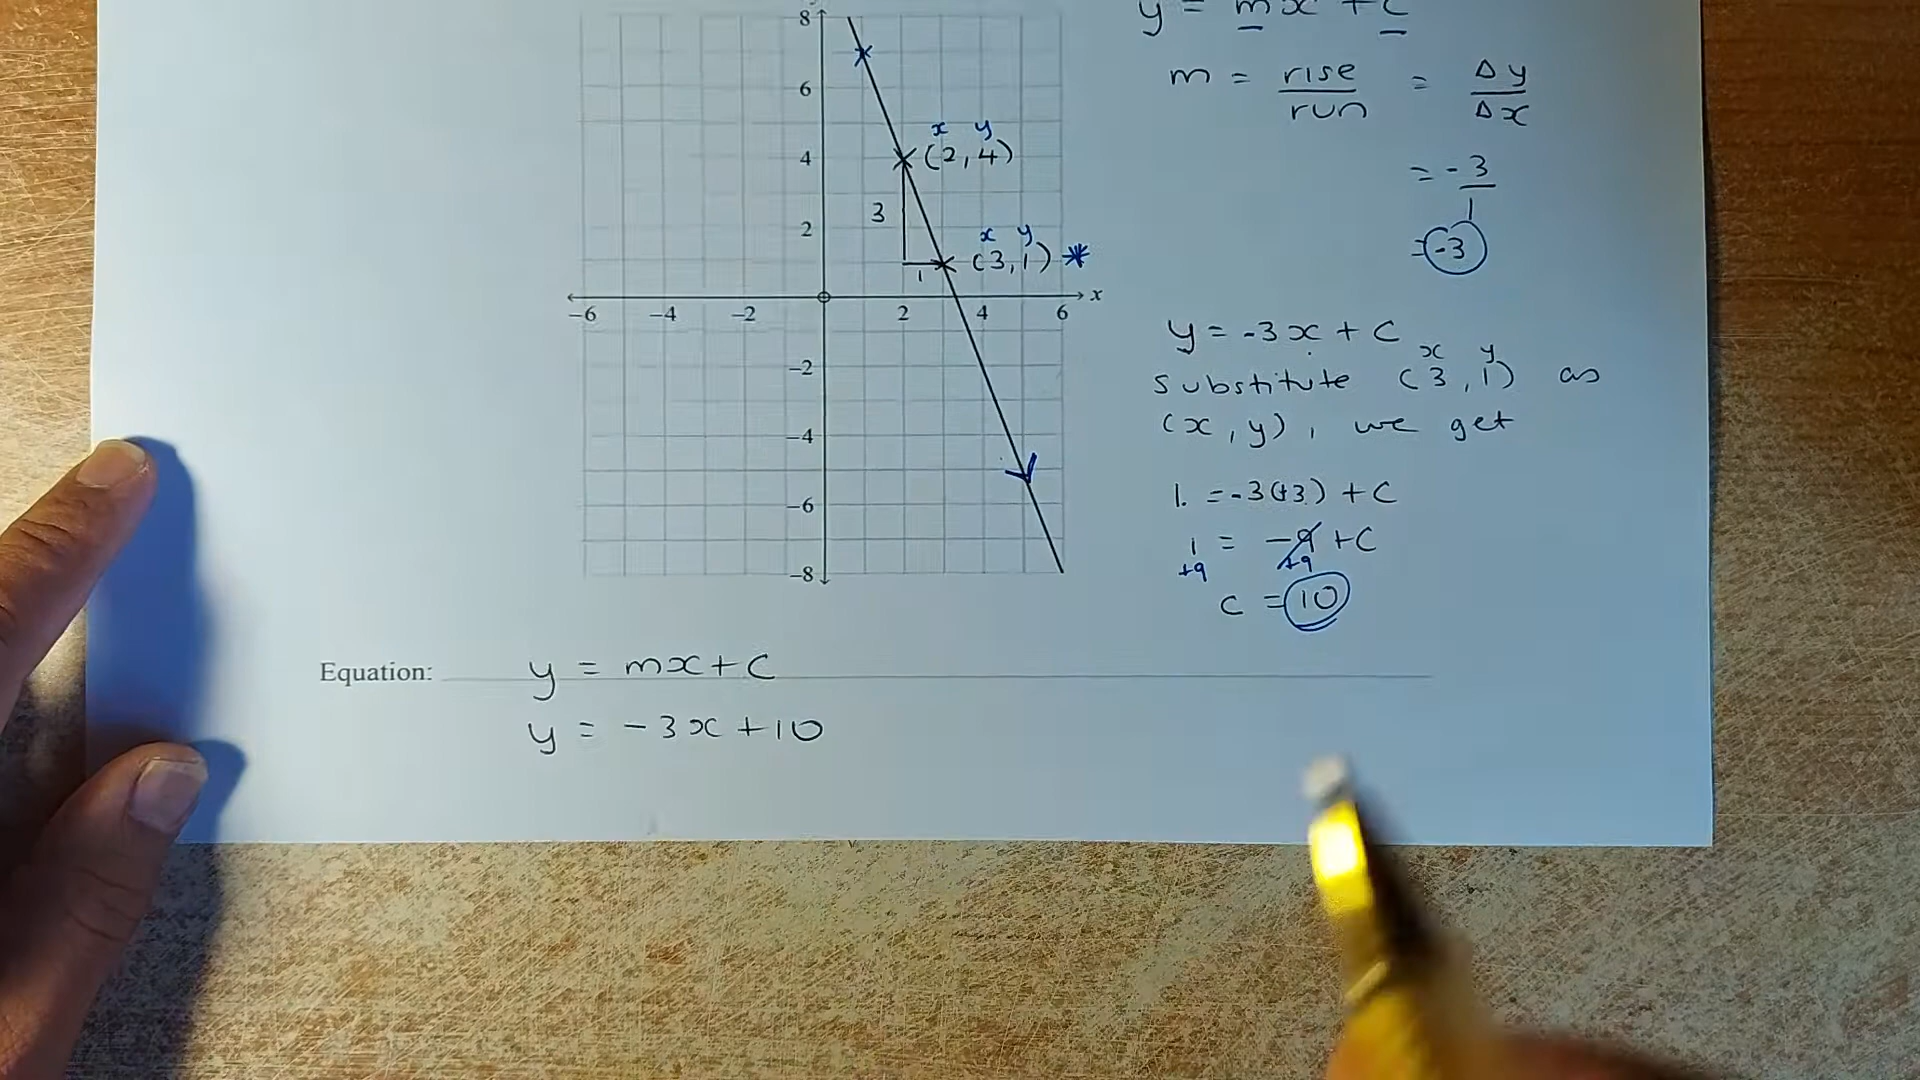 y = mx + c
m = rise/run = Δy/Δx
= -3/1
= -3
y = -3x + c
x y
substitute (3,1) as
(x,y), we get
1. = -3(+3) + c
1 = -9 + c
+9 +9
c = 10
8
6
x y
4 (2,4)
3
2
x y
(3,1) *
1
-6 -4 -2 2 4 6 x
-2
-4
-6
-8
Equation: y = mx+c
y = -3x+10